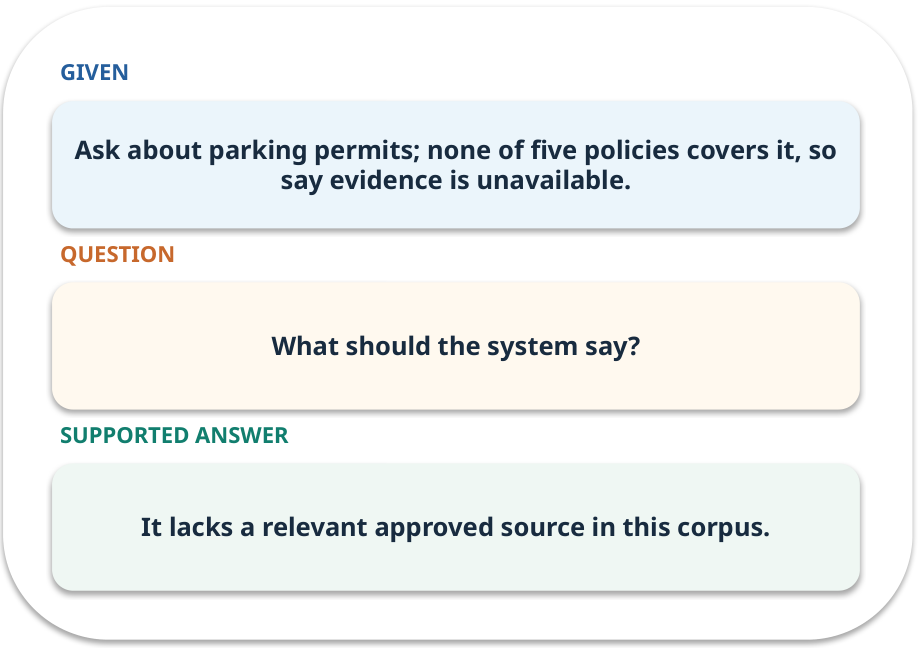 GIVEN
Ask about parking permits; none of five policies covers it, so
say evidence is unavailable.
QUESTION
What should the system say?
SUPPORTED ANSWER
It lacks a relevant approved source in this corpus.